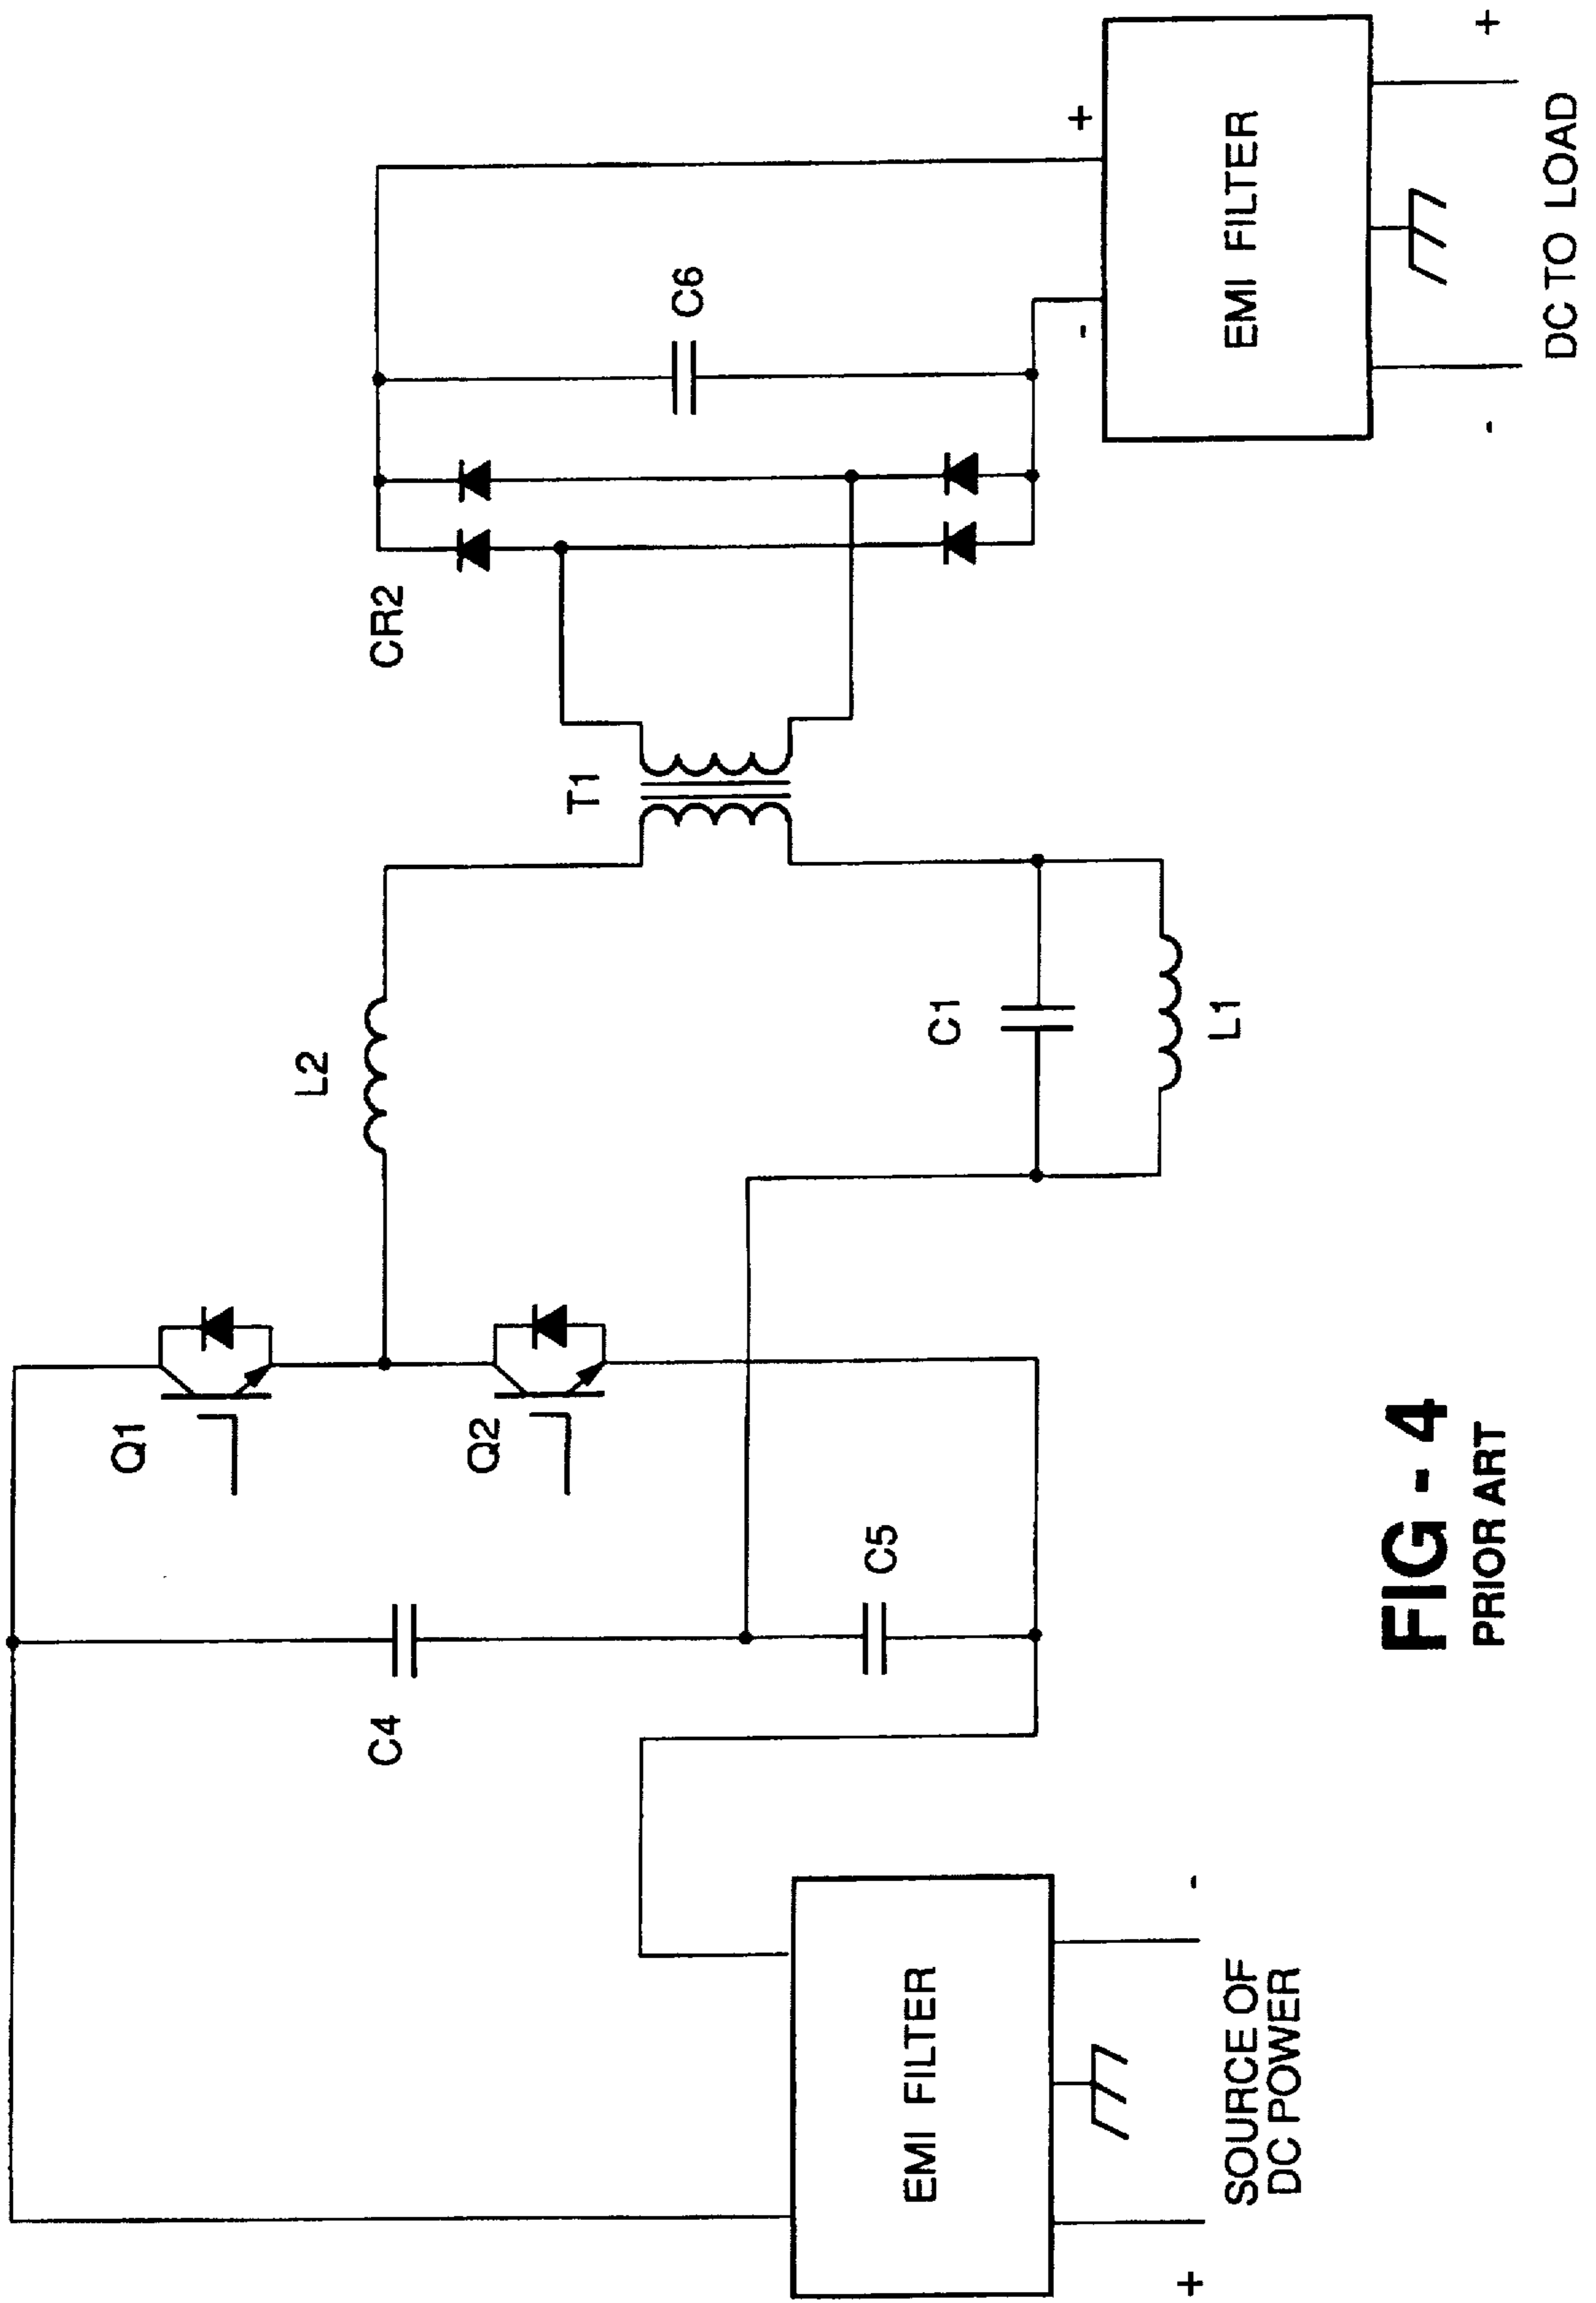 Q1
L2
C4
Q2
CR2
T1
C6
C5
C1
L1
+
-
EMI FILTER
EMI FILTER
+
-
SOURCE OF
DC POWER
-
+
DC TO LOAD
FIG - 4
PRIOR ART